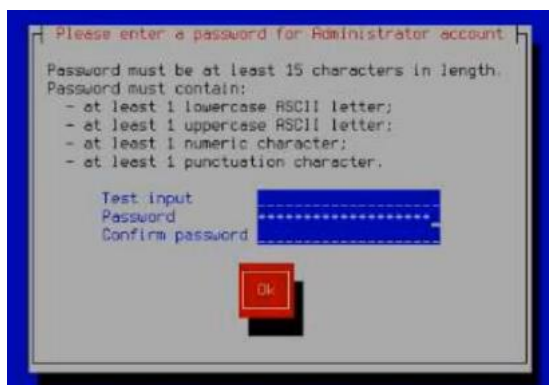 Please enter a password for Administrator account
Password must be at least 15 characters in length.
Password must contain:
- at least 1 lowercase ASCII letter;
- at least 1 uppercase ASCII letter;
- at least 1 numeric character;
- at least 1 punctuation character.
Test input
Password *******************
Confirm password
Ok